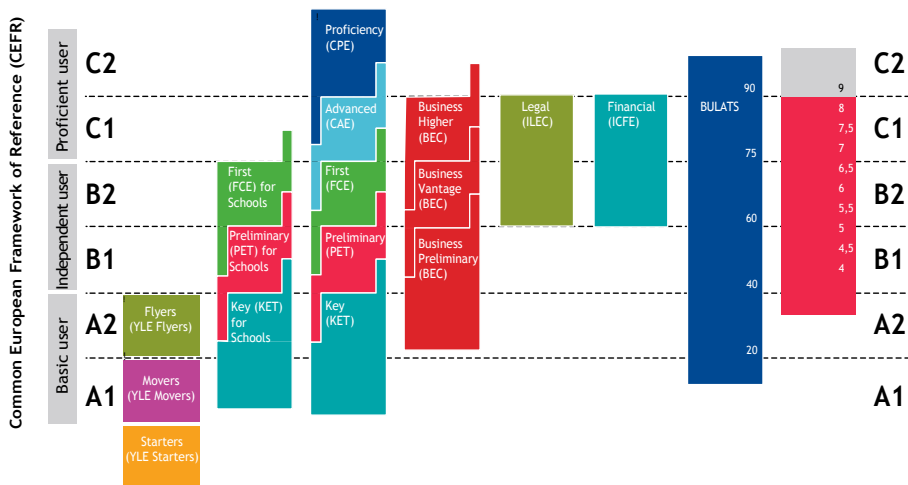 Common European Framework of Reference (CEFR)
Proficient user
Independent user
Basic user
C2
C1
B2
B1
A2
A1
Flyers
(YLE Flyers)
Movers
(YLE Movers)
Starters
(YLE Starters)
First
(FCE) for
Schools
Preliminary
(PET) for
Schools
Key (KET)
for
Schools
Proficiency
(CPE)
Advanced
(CAE)
First
(FCE)
Preliminary
(PET)
Key
(KET)
Business
Higher
(BEC)
Business
Vantage
(BEC)
Business
Preliminary
(BEC)
Legal
(ILEC)
Financial
(ICFE)
BULATS
90
75
60
40
20
9
8
7,5
7
6,5
6
5,5
5
4,5
4
C2
C1
B2
B1
A2
A1